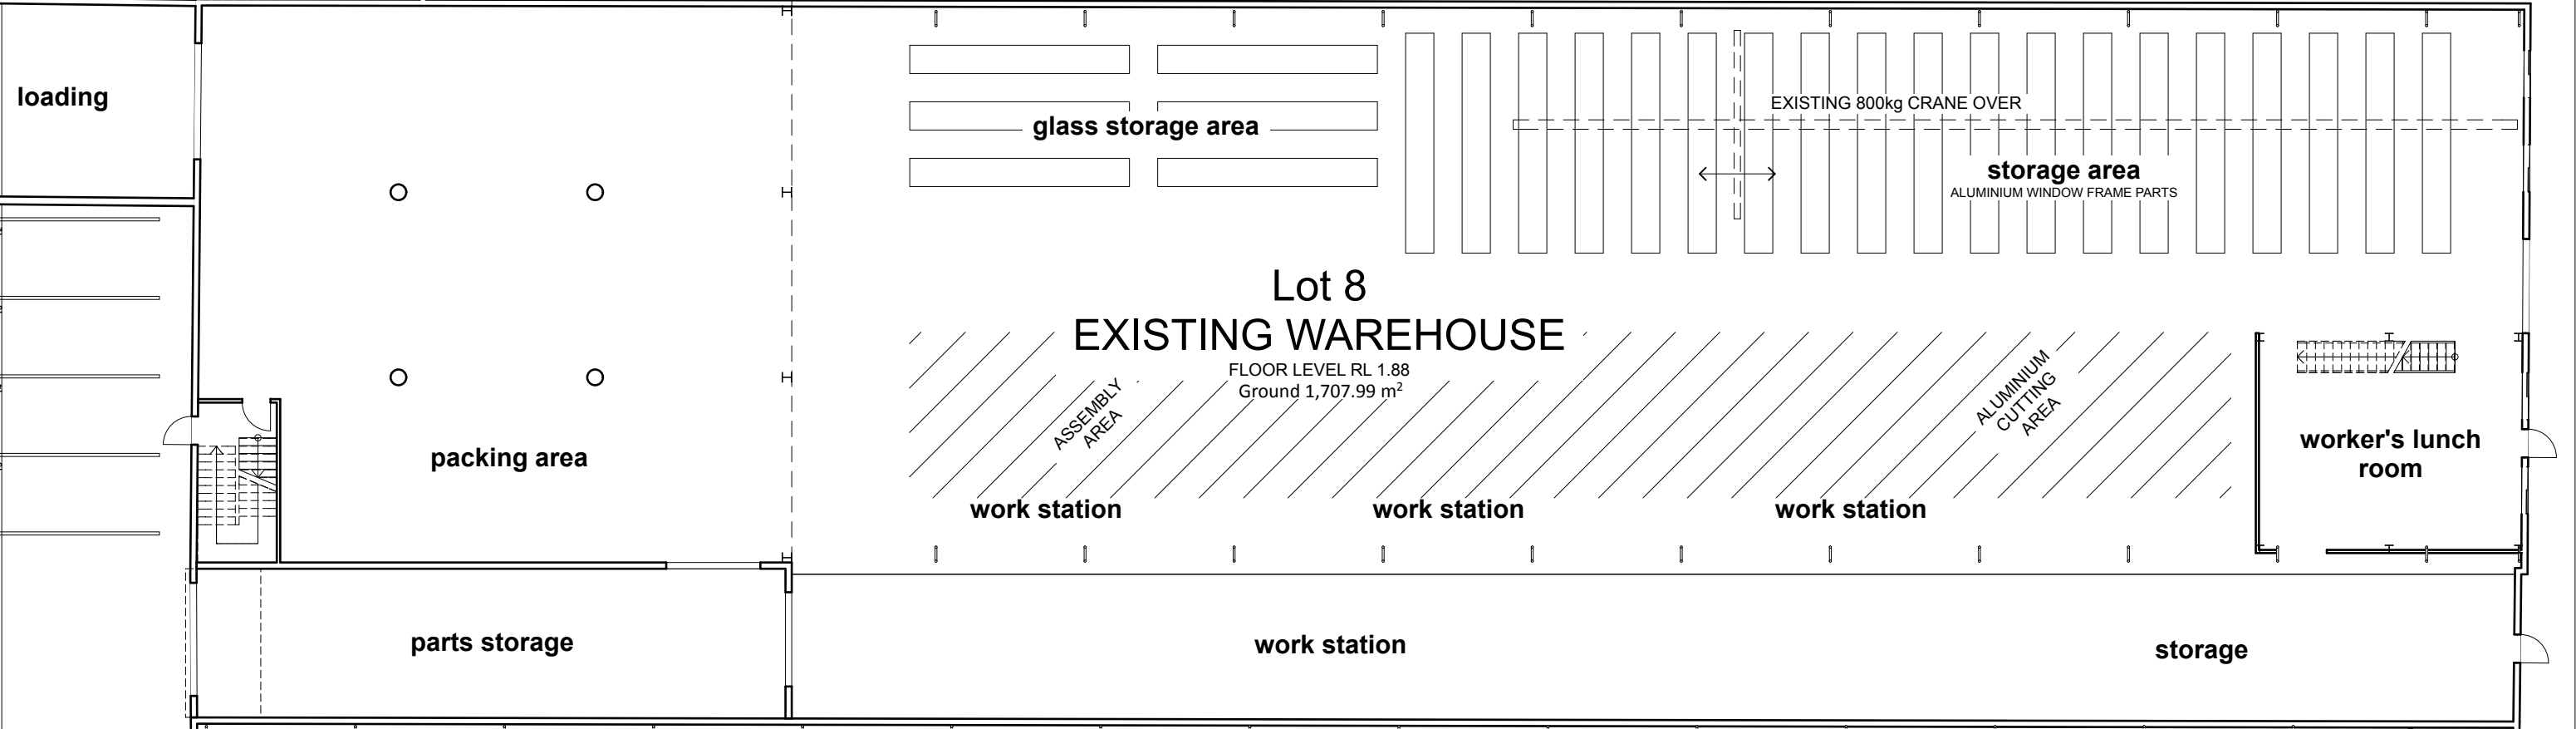 loading
glass storage area
EXISTING 800kg CRANE OVER
storage area
ALUMINIUM WINDOW FRAME PARTS
Lot 8
EXISTING WAREHOUSE
FLOOR LEVEL RL 1.88
Ground 1,707.99 m²
ASSEMBLY
AREA
ALUMINIUM
CUTTING
AREA
packing area
worker's lunch
room
work station
work station
work station
parts storage
work station
storage